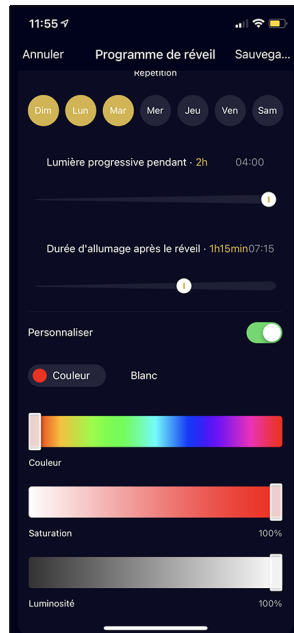 11:55
Annuler Programme de réveil Sauvega...
Répétition
Dim Lun Mar Mer Jeu Ven Sam
Lumière progressive pendant · 2h 04:00
Durée d'allumage après le réveil · 1h15min 07:15
Personnaliser
Couleur Blanc
Couleur
Saturation 100%
Luminosité 100%